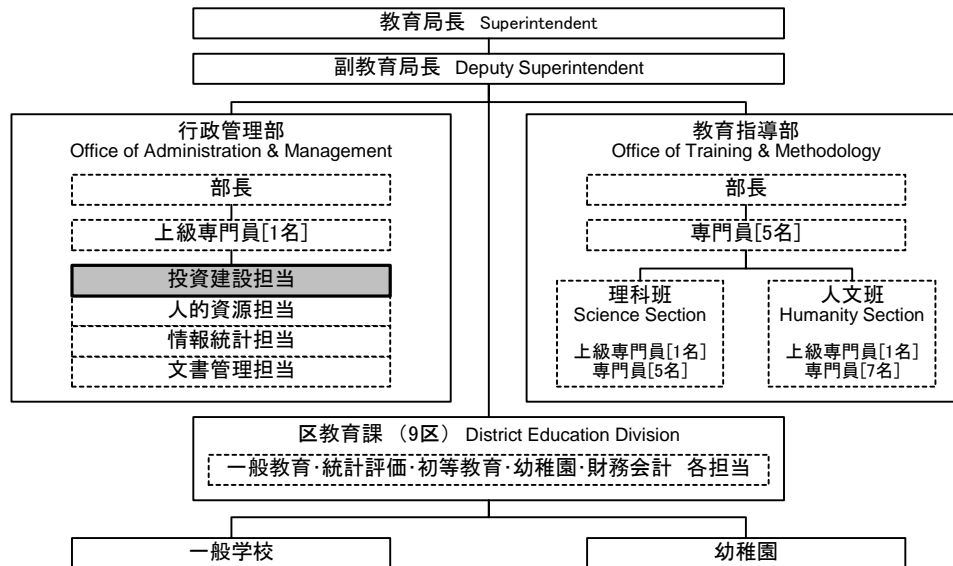 教育局長 Superintendent
副教育局長 Deputy Superintendent
行政管理部
Office of Administration & Management
部長
上級専門員[1名]
投資建設担当
人的資源担当
情報統計担当
文書管理担当
教育指導部
Office of Training & Methodology
部長
専門員[5名]
理科班
Science Section
上級専門員[1名]
専門員[5名]
人文班
Humanity Section
上級専門員[1名]
専門員[7名]
区教育課 (9区) District Education Division
一般教育・統計評価・初等教育・幼稚園・財務会計 各担当
一般学校
幼稚園